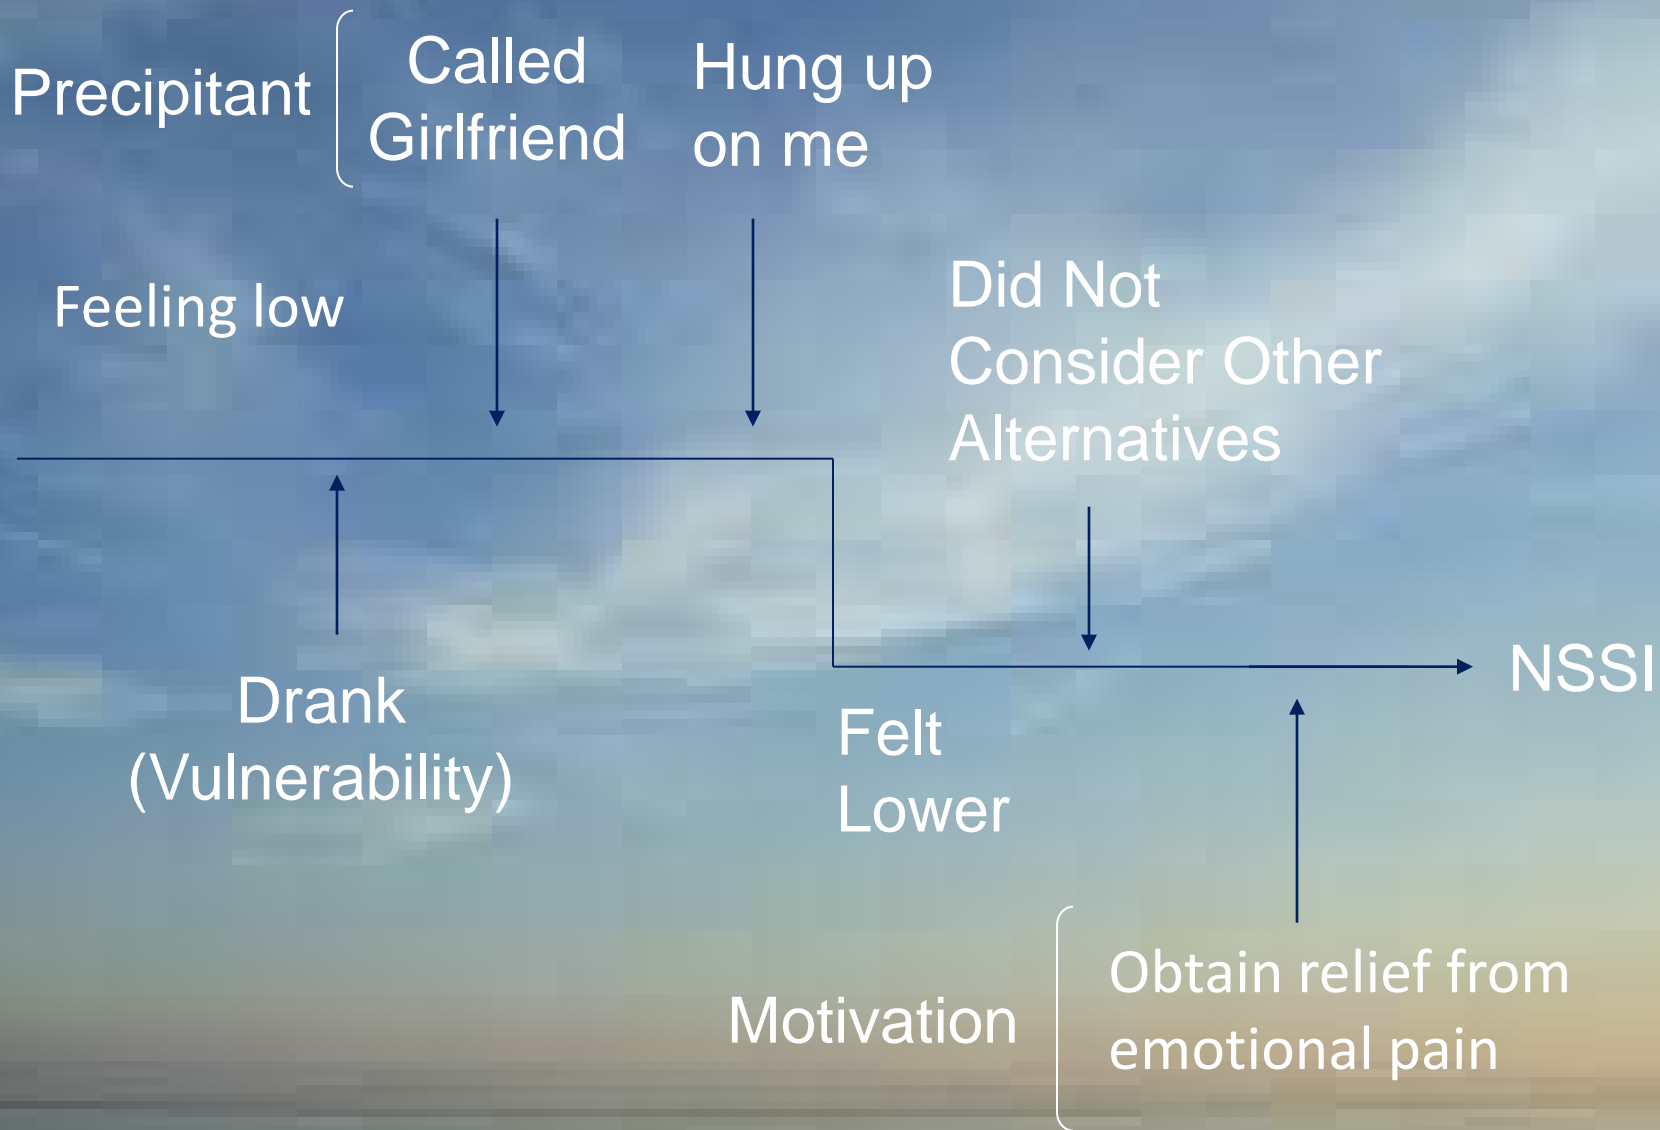 Precipitant
Called
Girlfriend
Hung up
on me
Feeling low
Did Not
Consider Other
Alternatives
Drank
(Vulnerability)
Felt
Lower
NSSI
Motivation
Obtain relief from
emotional pain